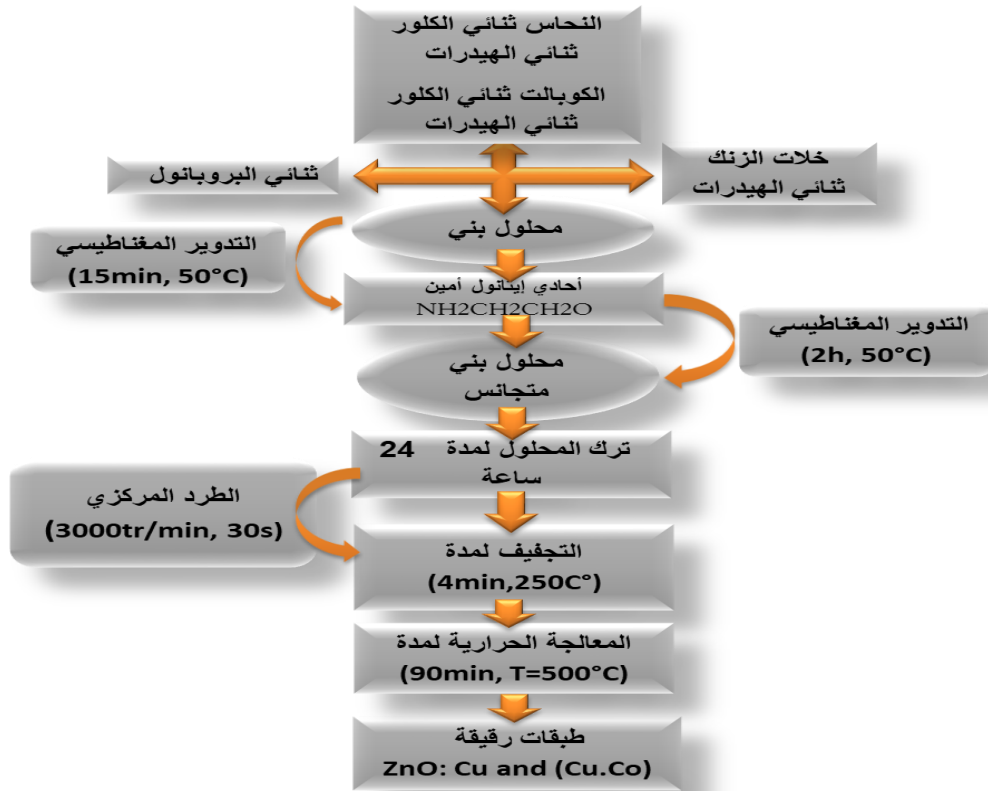 النحاس ثنائي الكلور
ثنائي الهيدرات
الكوبالت ثنائي الكلور
ثنائي الهيدرات
خلات الزنك
ثنائي الهيدرات
ثنائي البروبانول
محلول بني
التدوير المغناطيسي
(15min, 50°C)
أحادي إيثانول أمين
NH2CH2CH2O
التدوير المغناطيسي
(2h, 50°C)
محلول بني
متجانس
ترك المحلول لمدة 24
ساعة
الطرد المركزي
(3000tr/min, 30s)
التجفيف لمدة
(4min,250C°)
المعالجة الحرارية لمدة
(90min, T=500°C)
طبقات رقيقة
ZnO: Cu and (Cu.Co)